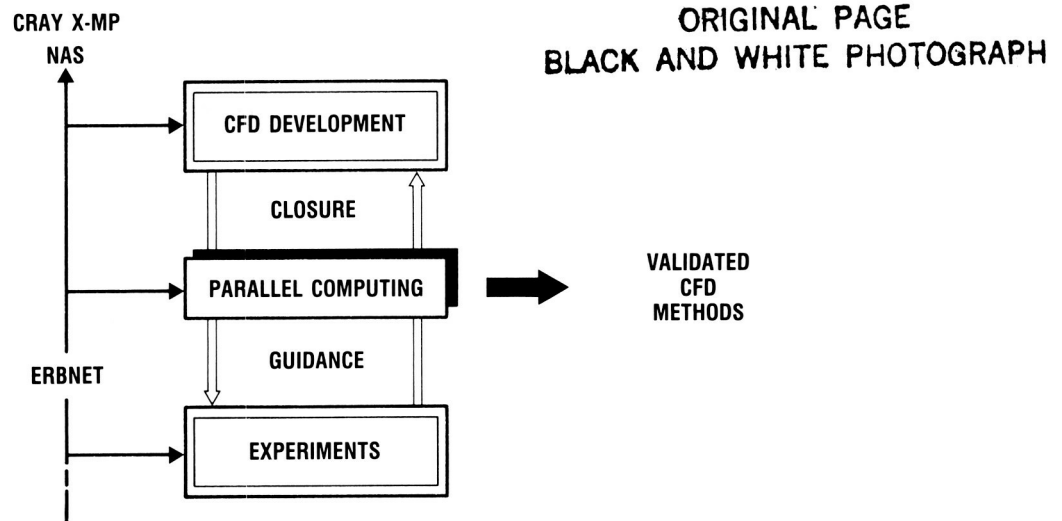 CRAY X-MP
NAS
ORIGINAL PAGE
BLACK AND WHITE PHOTOGRAPH
CFD DEVELOPMENT
CLOSURE
PARALLEL COMPUTING
VALIDATED
CFD
METHODS
GUIDANCE
ERBNET
EXPERIMENTS